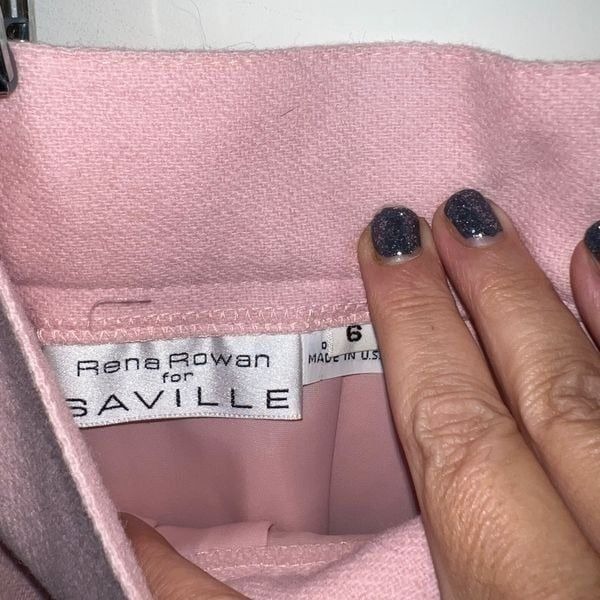 Rena Rowan
for
SAVILLE
6
MADE IN U.S.